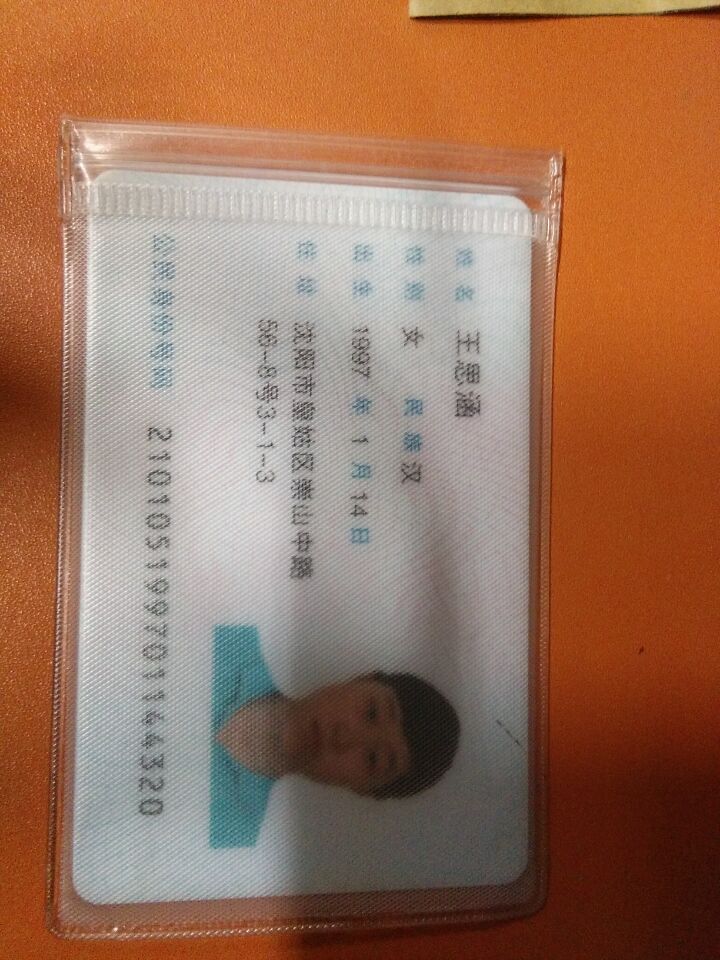 姓名 王思涵
性别 女 民族 汉
出生 1997 年 1 月 14 日
住址 沈阳市皇姑区崇山中路
56-8号3-1-3
公民身份号码 210105199701144320